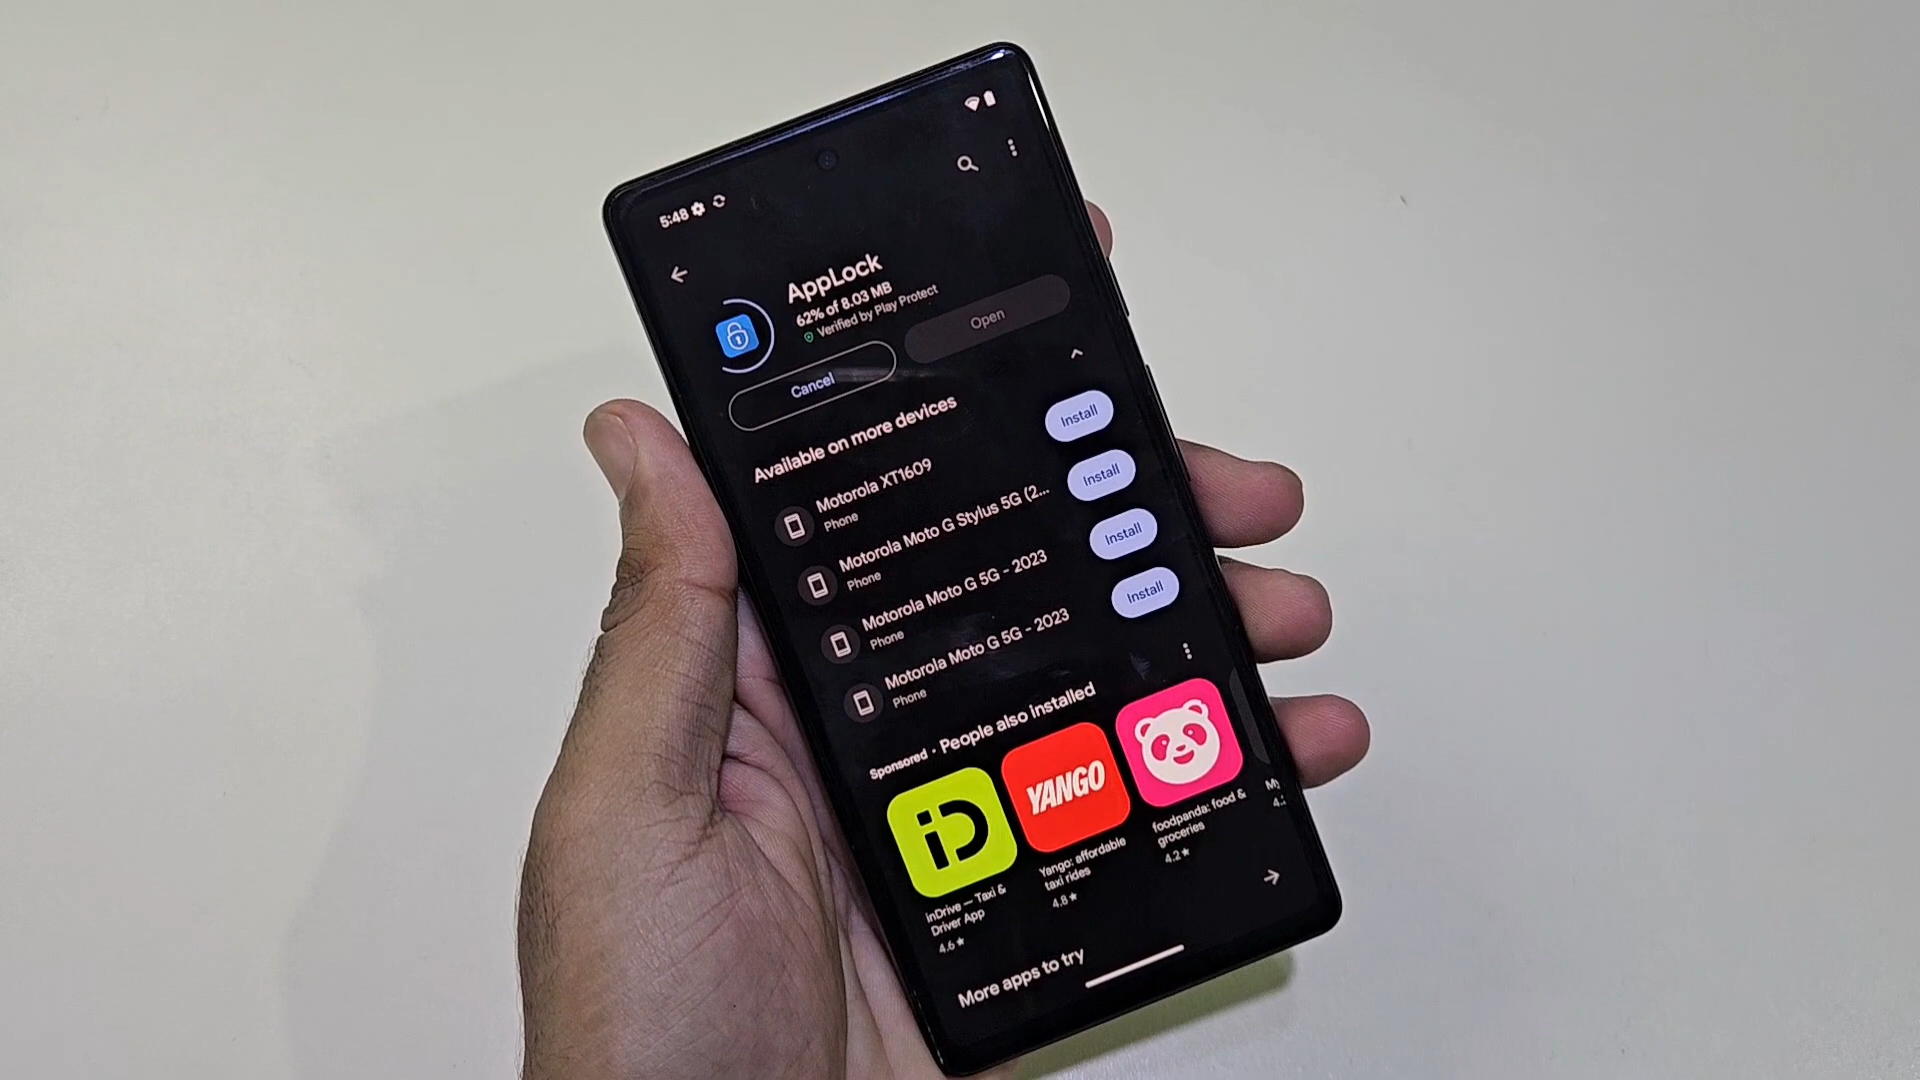 5:48
AppLock
62% of 8.03 MB
Verified by Play Protect
Cancel
Open
Available on more devices
Motorola XT1609
Phone
Install
Motorola Moto G Stylus 5G (2...
Phone
Install
Motorola Moto G 5G - 2023
Phone
Install
Motorola Moto G 5G - 2023
Phone
Install
Sponsored · People also installed
iD
inDrive — Taxi &
Driver App
4.6★
YANGO
Yango: affordable
taxi rides
4.8★
foodpanda: food &
groceries
4.2★
More apps to try